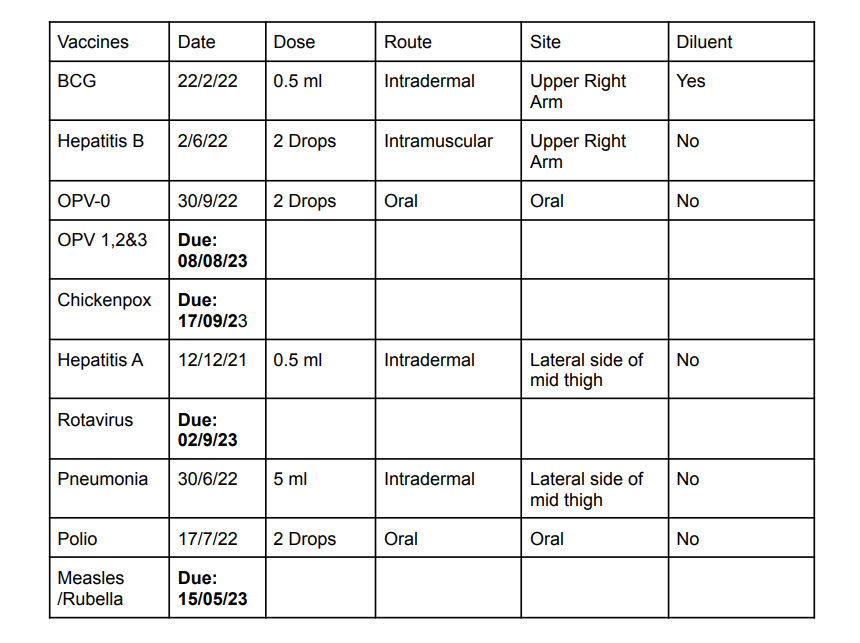 Vaccines Date Dose Route Site Diluent
BCG 22/2/22 0.5 ml Intradermal Upper Right Yes
Arm
Hepatitis B 2/6/22 2 Drops Intramuscular Upper Right No
Arm
OPV-0 30/9/22 2 Drops Oral Oral No
OPV 1,2&3 Due:
08/08/23
Chickenpox Due:
17/09/23
Hepatitis A 12/12/21 0.5 ml Intradermal Lateral side of No
mid thigh
Rotavirus Due:
02/9/23
Pneumonia 30/6/22 5 ml Intradermal Lateral side of No
mid thigh
Polio 17/7/22 2 Drops Oral Oral No
Measles Due:
/Rubella 15/05/23